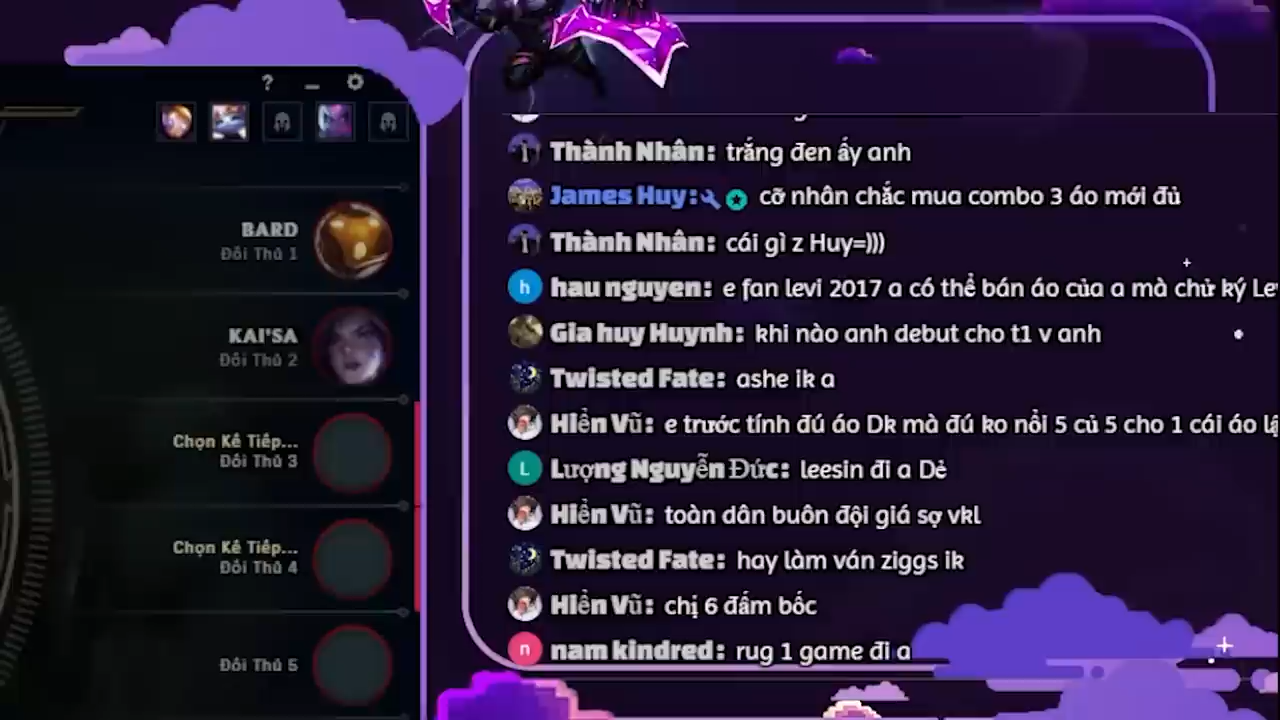 ?
BARD
Đối Thủ 1
KAI'SA
Đối Thủ 2
Chọn Kế Tiếp...
Đối Thủ 3
Chọn Kế Tiếp...
Đối Thủ 4
Đối Thủ 5
Thành Nhân: trắng đen ấy anh
James Huy: cỡ nhân chắc mua combo 3 áo mới đủ
Thành Nhân: cái gì z Huy=)))
h hau nguyen: e fan levi 2017 a có thể bán áo của a mà chử ký Le
Gia huy Huynh: khi nào anh debut cho t1 v anh
Twisted Fate: ashe ik a
Hiển Vũ: e trước tính đú áo Dk mà đú ko nổi 5 củ 5 cho 1 cái áo
L Lượng Nguyễn Đức: leesin đi a Dẻ
Hiển Vũ: toàn dân buôn đội giá sợ vkl
Twisted Fate: hay làm ván ziggs ik
Hiển Vũ: chị 6 đấm bốc
n nam kindred: rug 1 game đi a